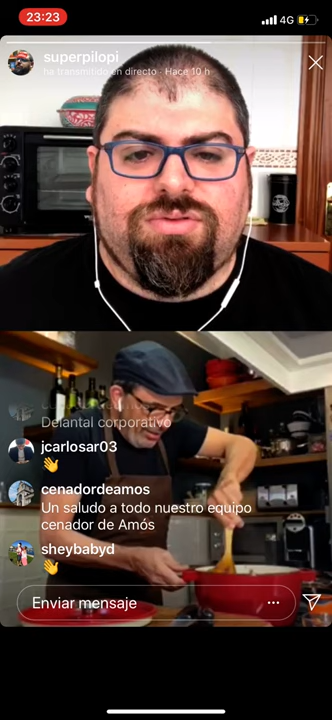 23:23
4G
superpilopi
ha transmitido en directo · Hace 10 h
Delantal corporativo
jcarlosar03
👋
cenadordeamos
Un saludo a todo nuestro equipo
cenador de Amós
sheybabyd
👋
Enviar mensaje